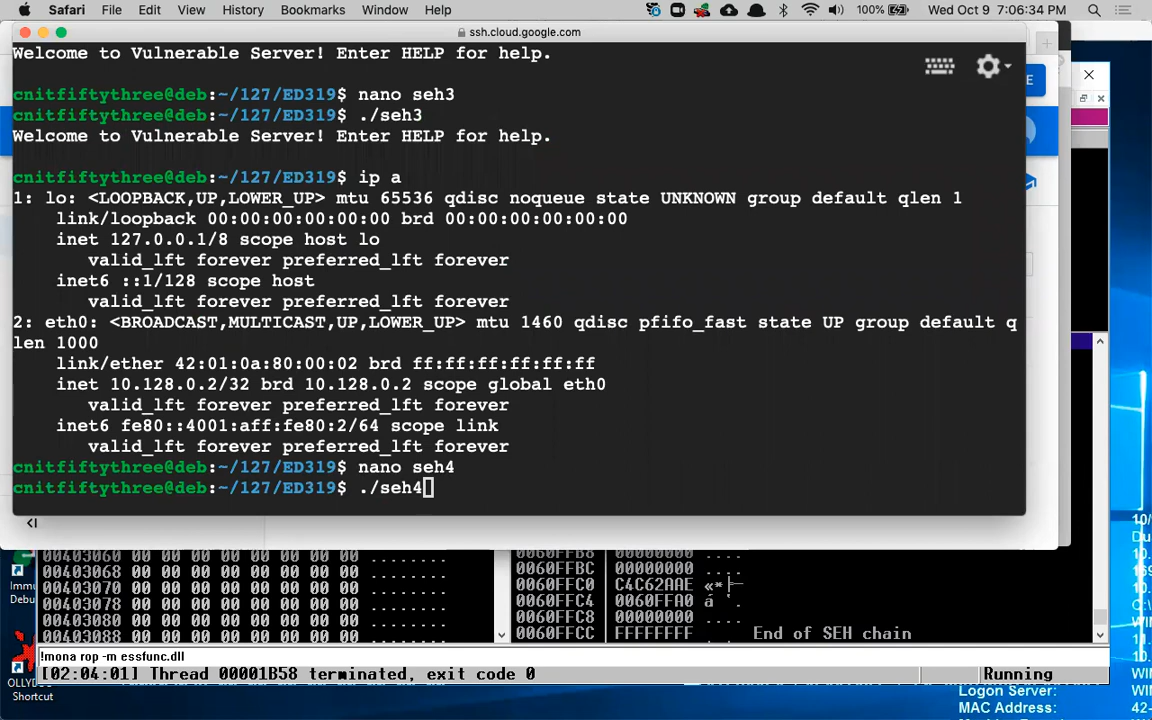 Safari File Edit View History Bookmarks Window Help 100% Wed Oct 9 7:06:34 PM
ssh.cloud.google.com
Welcome to Vulnerable Server! Enter HELP for help.
cnitfiftythree@deb:~/127/ED319$ nano seh3
cnitfiftythree@deb:~/127/ED319$ ./seh3
Welcome to Vulnerable Server! Enter HELP for help.
cnitfiftythree@deb:~/127/ED319$ ip a
1: lo: <LOOPBACK,UP,LOWER_UP> mtu 65536 qdisc noqueue state UNKNOWN group default qlen 1
link/loopback 00:00:00:00:00:00 brd 00:00:00:00:00:00
inet 127.0.0.1/8 scope host lo
valid_lft forever preferred_lft forever
inet6 ::1/128 scope host
valid_lft forever preferred_lft forever
2: eth0: <BROADCAST,MULTICAST,UP,LOWER_UP> mtu 1460 qdisc pfifo_fast state UP group default q
len 1000
link/ether 42:01:0a:80:00:02 brd ff:ff:ff:ff:ff:ff
inet 10.128.0.2/32 brd 10.128.0.2 scope global eth0
valid_lft forever preferred_lft forever
inet6 fe80::4001:aff:fe80:2/64 scope link
valid_lft forever preferred_lft forever
cnitfiftythree@deb:~/127/ED319$ nano seh4
cnitfiftythree@deb:~/127/ED319$ ./seh4
00403060 00 00 00 00 00 00 00 00 ........
00403068 00 00 00 00 00 00 00 00 ........
00403070 00 00 00 00 00 00 00 00 ........
00403078 00 00 00 00 00 00 00 00 ........
00403080 00 00 00 00 00 00 00 00 ........
00403088 00 00 00 00 00 00 00 00 ........
0060FFB8 00000000 ....
0060FFBC 00000000 ....
0060FFC0 C4C62AAE «*
0060FFC4 0060FFA0 á `.
0060FFC8 00000000 ....
0060FFCC FFFFFFFF End of SEH chain
!mona rop -m essfunc.dll
[02:04:01] Thread 00001B58 terminated, exit code 0 Running
Shortcut
Logon Server:
MAC Address:
42-